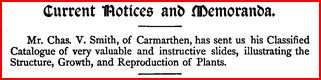 Current Notices and Memoranda.
Mr. Chas. V. Smith, of Carmarthen, has sent us his Classified
Catalogue of very valuable and instructive slides, illustrating the
Structure, Growth, and Reproduction of Plants.